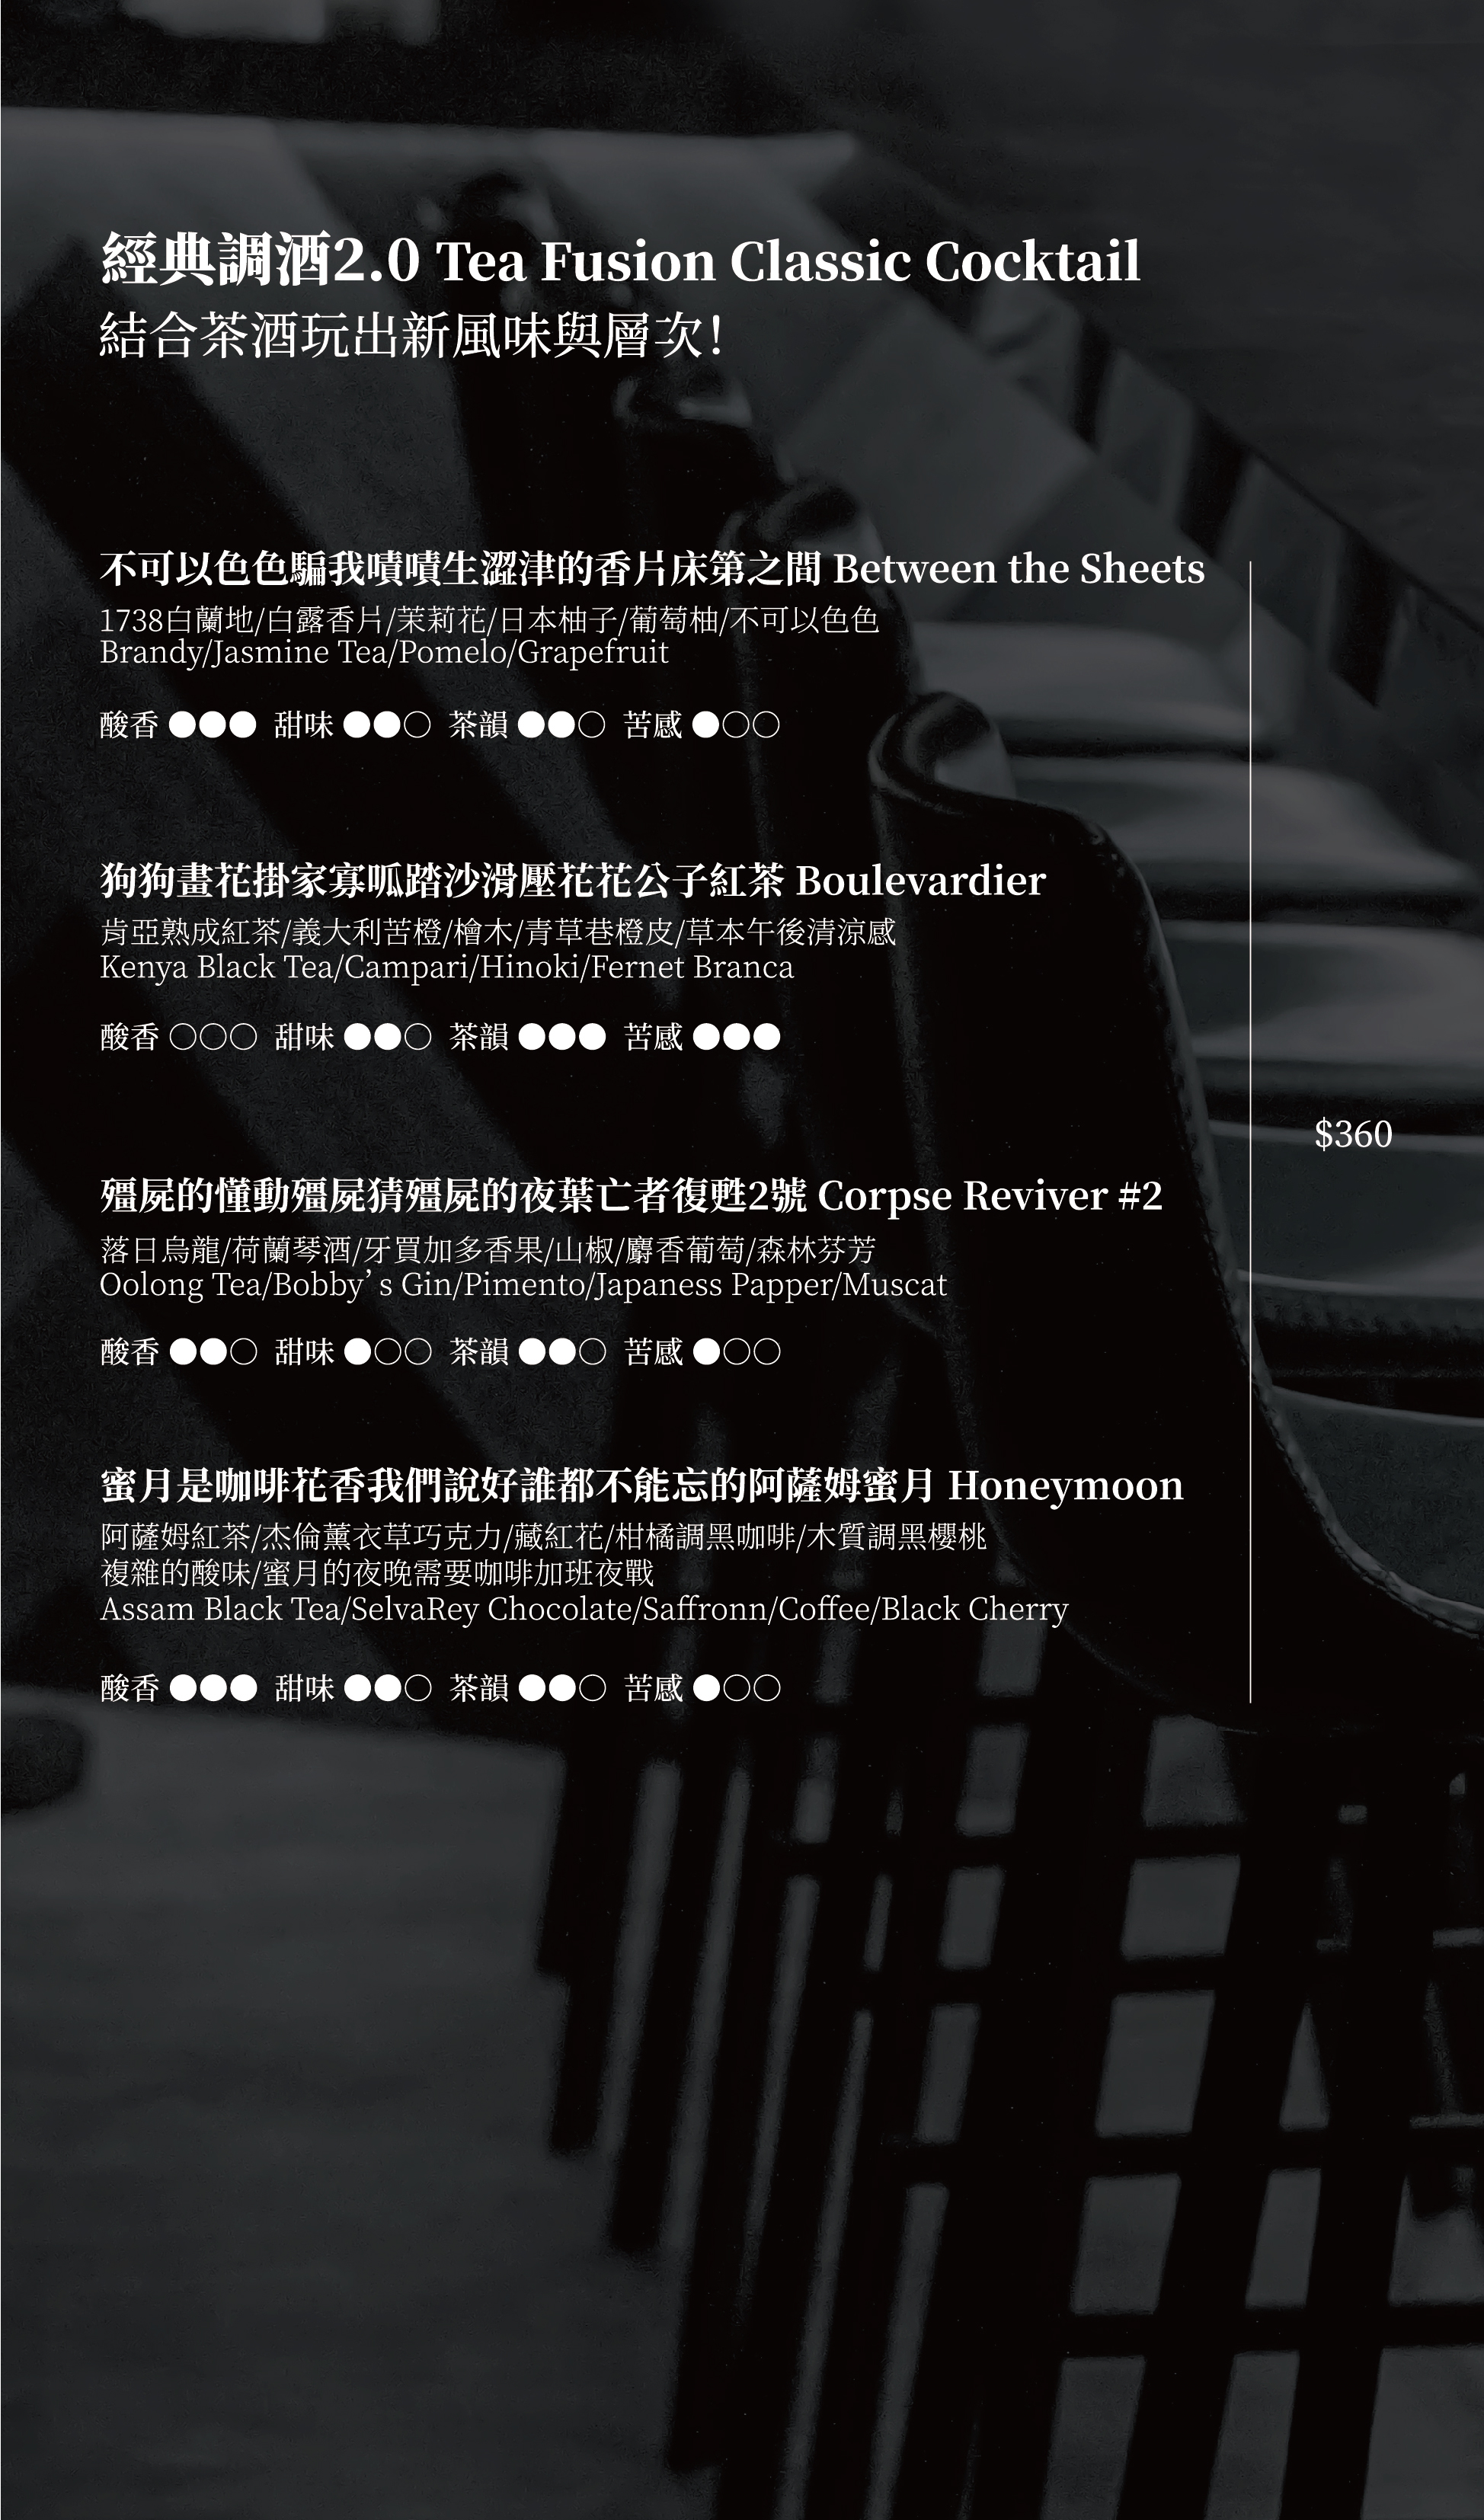 經典調酒2.0 Tea Fusion Classic Cocktail
結合茶酒玩出新風味與層次！
不可以色色騙我嘖嘖生澀津的香片床第之間 Between the Sheets
1738白蘭地/白露香片/茉莉花/日本柚子/葡萄柚/不可以色色
Brandy/Jasmine Tea/Pomelo/Grapefruit
酸香 ●●● 甜味 ●●○ 茶韻 ●●○ 苦感 ●○○
狗狗畫花掛家寡呱踏沙滑壓花花公子紅茶 Boulevardier
肯亞熟成紅茶/義大利苦橙/檜木/青草巷橙皮/草本午後清涼感
Kenya Black Tea/Campari/Hinoki/Fernet Branca
酸香 ○○○ 甜味 ●●○ 茶韻 ●●● 苦感 ●●●
$360
殭屍的懂動殭屍猜殭屍的夜葉亡者復甦2號 Corpse Reviver #2
落日烏龍/荷蘭琴酒/牙買加多香果/山椒/麝香葡萄/森林芬芳
Oolong Tea/Bobby’s Gin/Pimento/Japaness Papper/Muscat
酸香 ●●○ 甜味 ●○○ 茶韻 ●●○ 苦感 ●○○
蜜月是咖啡花香我們說好誰都不能忘的阿薩姆蜜月 Honeymoon
阿薩姆紅茶/杰倫薰衣草巧克力/藏紅花/柑橘調黑咖啡/木質調黑櫻桃
複雜的酸味/蜜月的夜晚需要咖啡加班夜戰
Assam Black Tea/SelvaRey Chocolate/Saffronn/Coffee/Black Cherry
酸香 ●●● 甜味 ●●○ 茶韻 ●●○ 苦感 ●○○